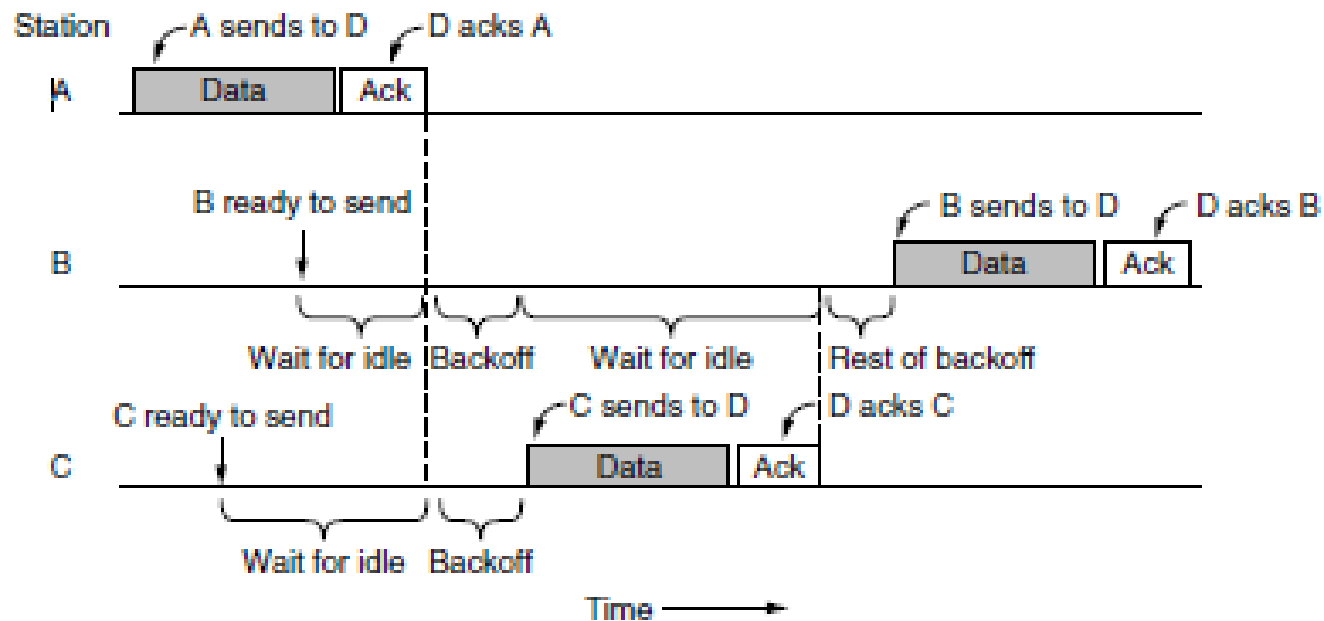 Station A sends to D D acks A
A Data Ack
B ready to send B sends to D D acks B
B Data Ack
Wait for idle Backoff Wait for idle Rest of backoff
C ready to send C sends to D D acks C
C Data Ack
Wait for idle Backoff
Time